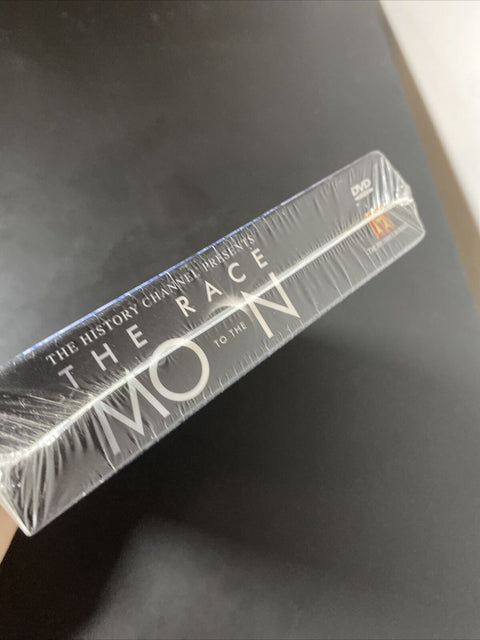 THE HISTORY CHANNEL PRESENTS
THE RACE
TO THE
MOON
DVD